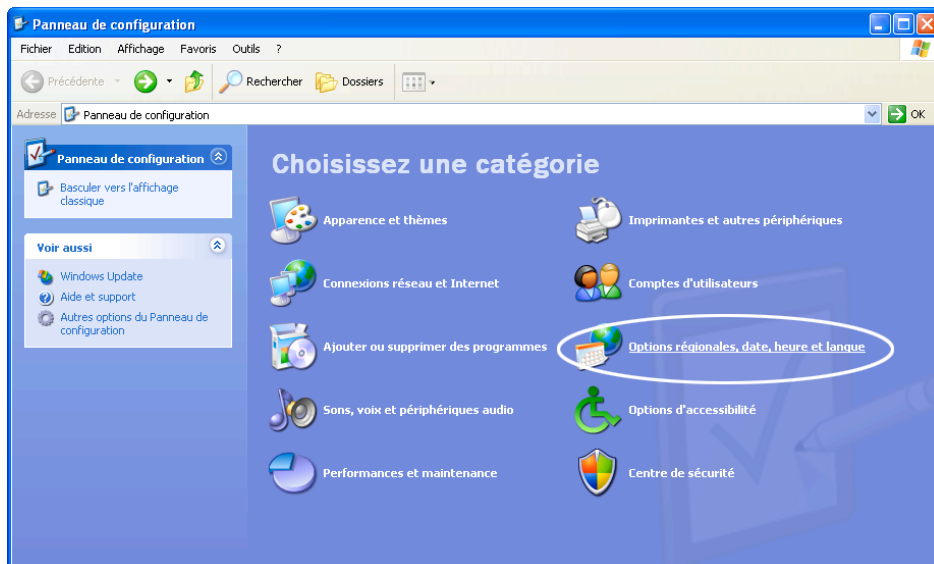 Panneau de configuration
Fichier Edition Affichage Favoris Outils ?
Précédente Rechercher Dossiers
Adresse Panneau de configuration OK
Panneau de configuration
Basculer vers l'affichage
classique
Voir aussi
Windows Update
Aide et support
Autres options du Panneau de
configuration
Choisissez une catégorie
Apparence et thèmes
Imprimantes et autres périphériques
Connexions réseau et Internet
Comptes d'utilisateurs
Ajouter ou supprimer des programmes
Options régionales, date, heure et langue
Sons, voix et périphériques audio
Options d'accessibilité
Performances et maintenance
Centre de sécurité